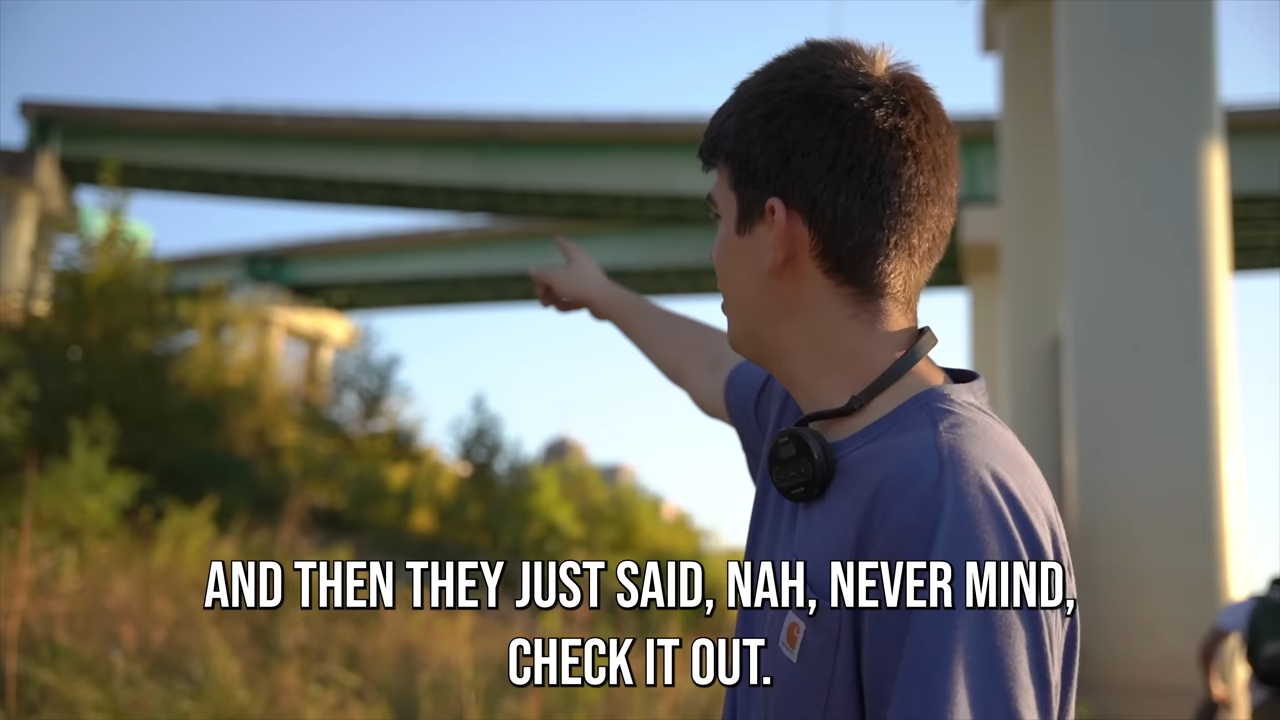 AND THEN THEY JUST SAID, NAH, NEVER MIND,
CHECK IT OUT.